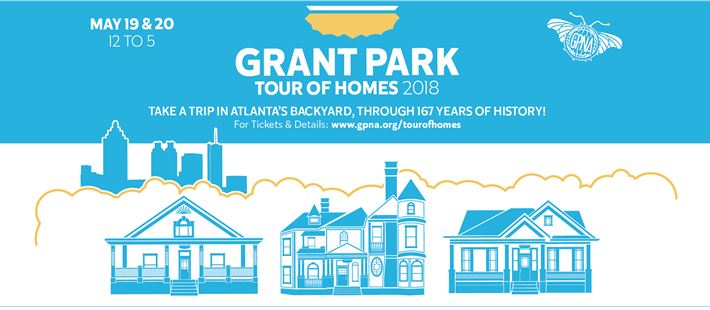 MAY 19 & 20
12 TO 5
GPNA
GRANT PARK
TOUR OF HOMES 2018
TAKE A TRIP IN ATLANTA'S BACKYARD, THROUGH 167 YEARS OF HISTORY!
For Tickets & Details: www.gpna.org/tourofhomes